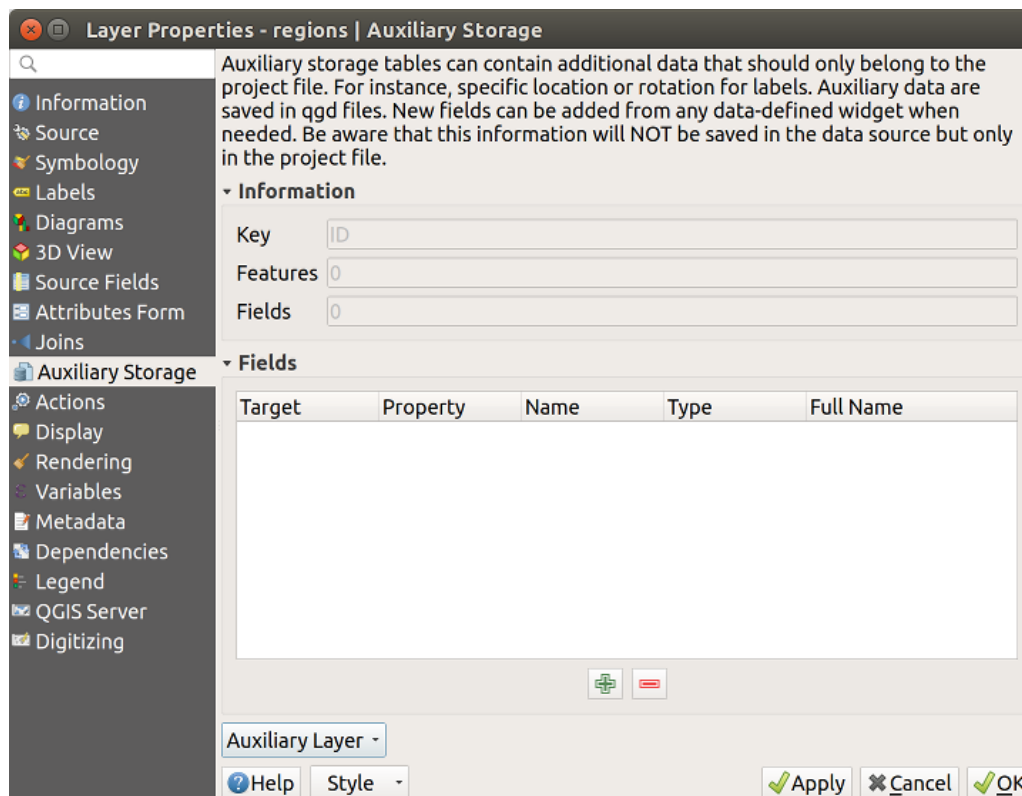 Layer Properties - regions | Auxiliary Storage
Information
Source
Symbology
Labels
Diagrams
3D View
Source Fields
Attributes Form
Joins
Auxiliary Storage
Actions
Display
Rendering
Variables
Metadata
Dependencies
Legend
QGIS Server
Digitizing
Auxiliary storage tables can contain additional data that should only belong to the
project file. For instance, specific location or rotation for labels. Auxiliary data are
saved in qgd files. New fields can be added from any data-defined widget when
needed. Be aware that this information will NOT be saved in the data source but only
in the project file.
Information
Key ID
Features 0
Fields 0
Fields
Target Property Name Type Full Name
Auxiliary Layer
Help Style Apply Cancel OK